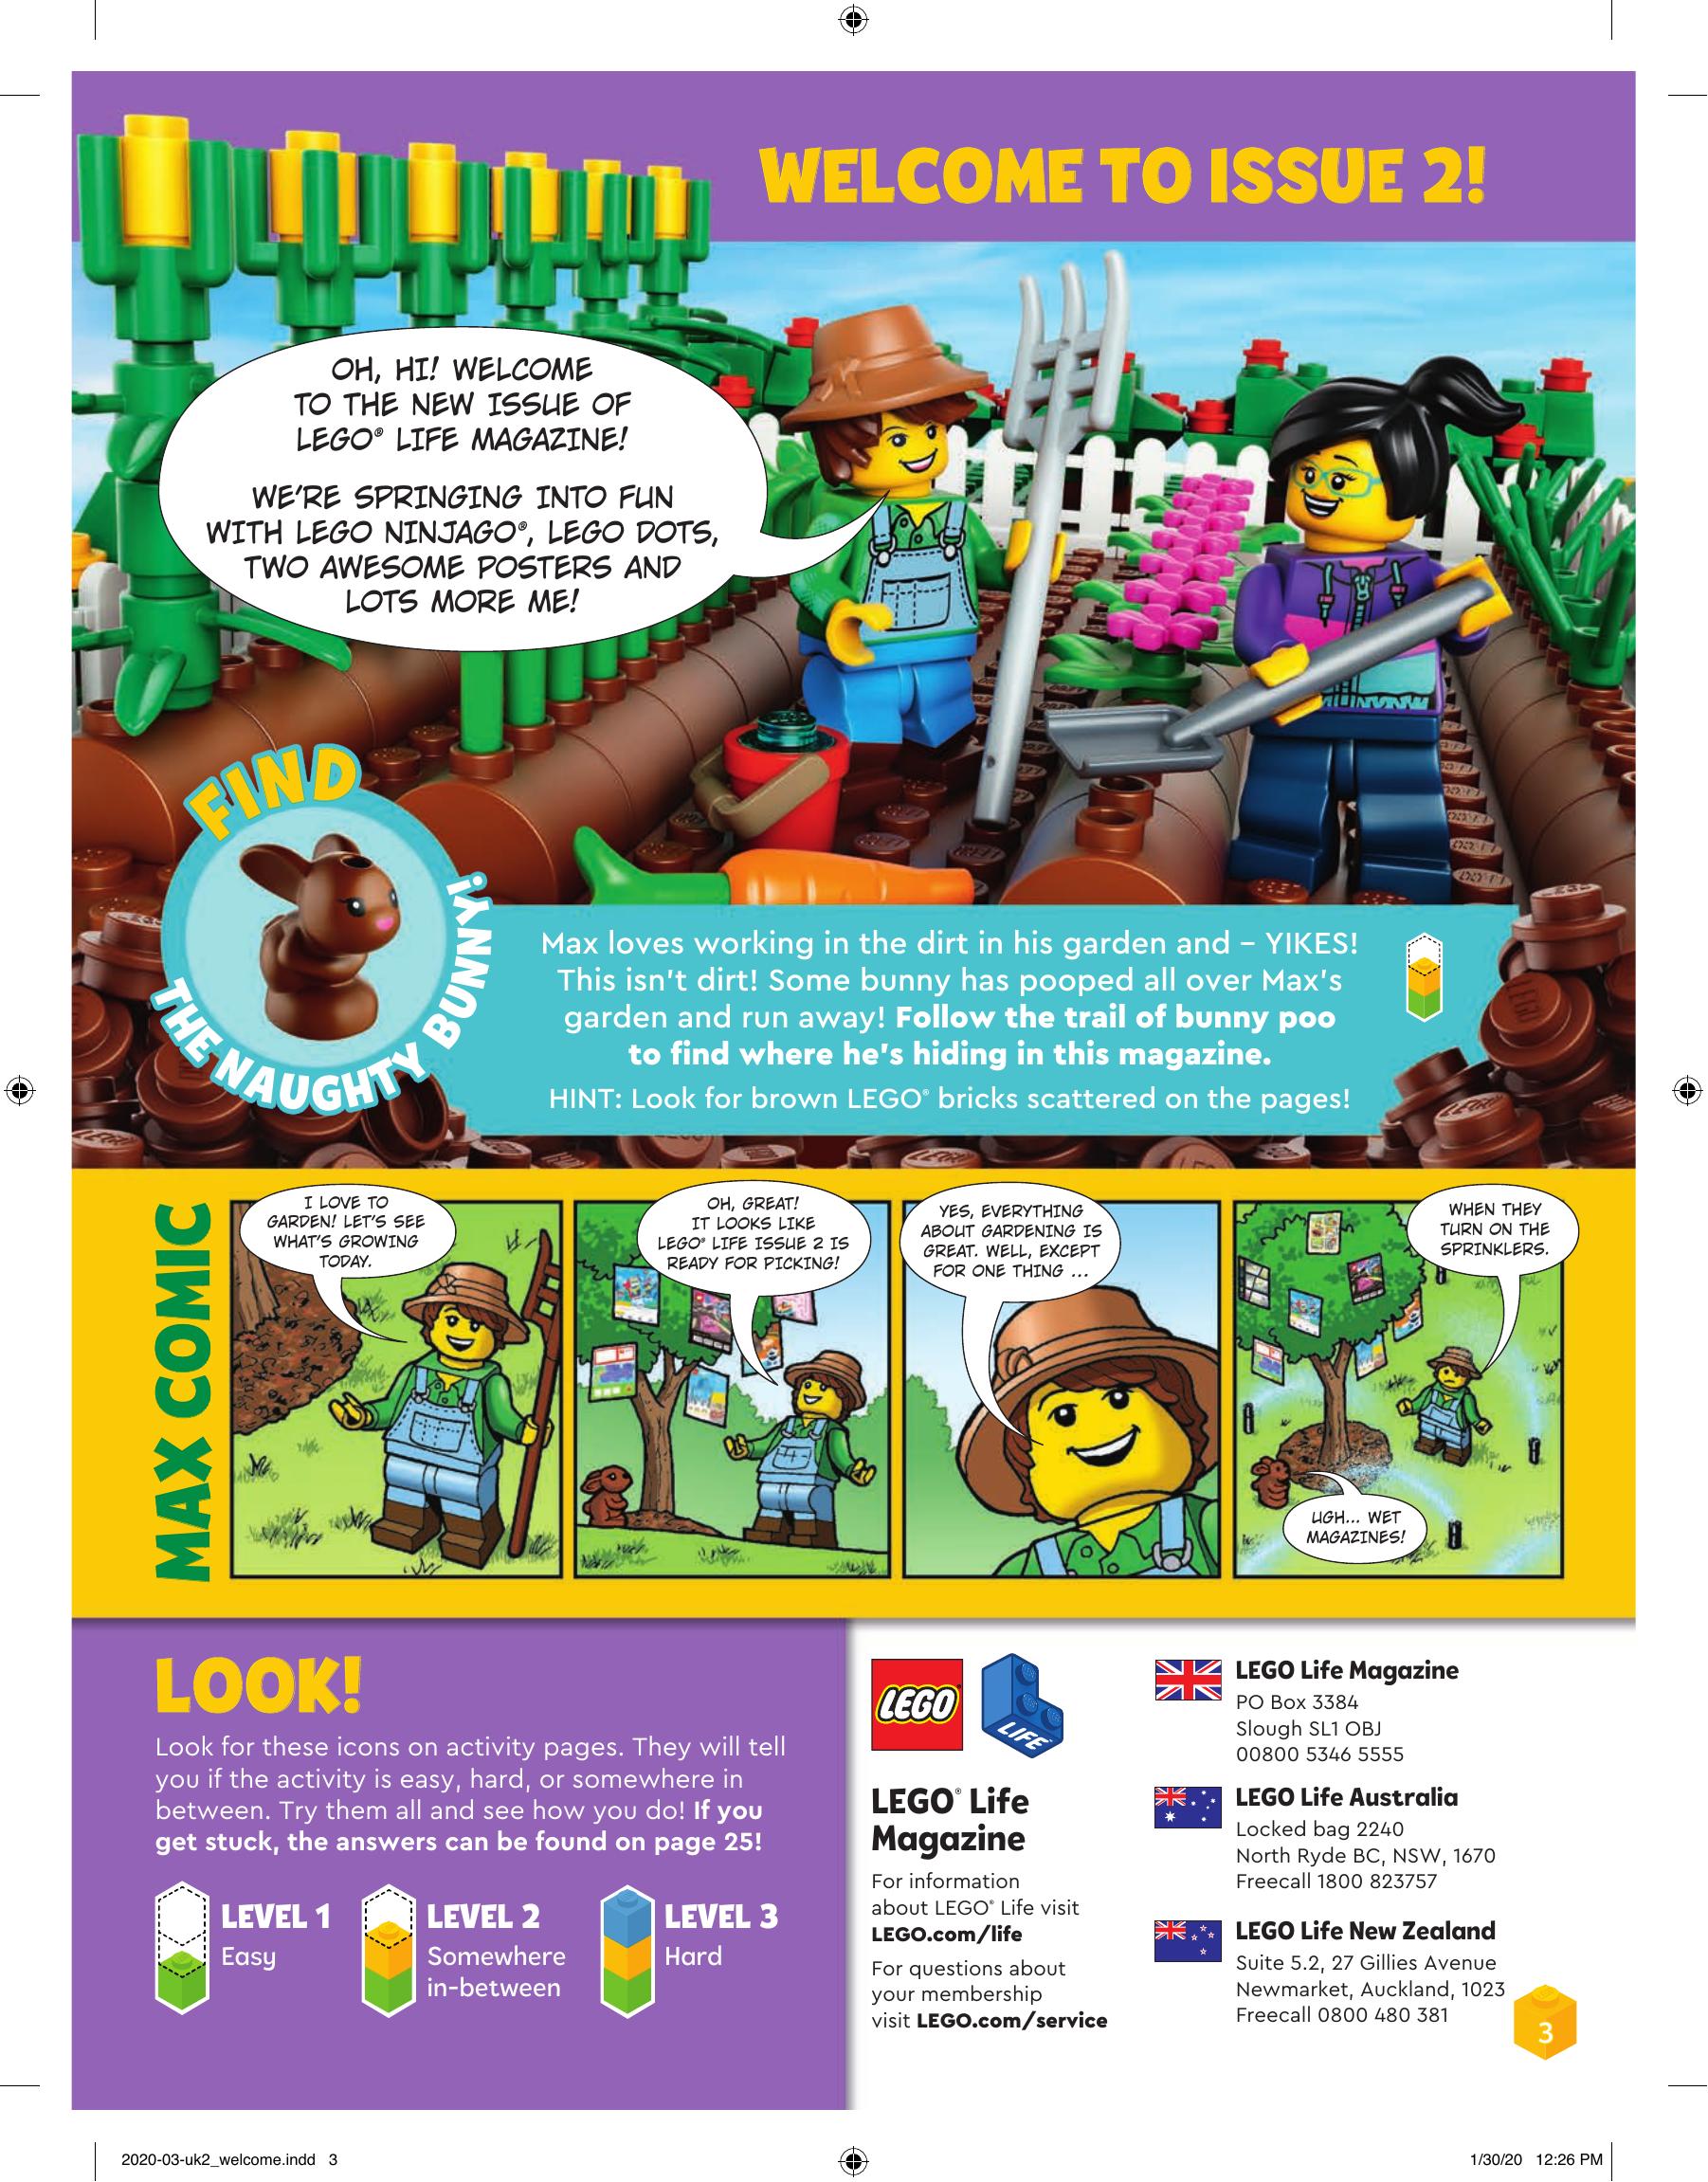 WELCOME TO ISSUE 2!
OH, HI! WELCOME
TO THE NEW ISSUE OF
LEGO® LIFE MAGAZINE!
WE'RE SPRINGING INTO FUN
WITH LEGO NINJAGO®, LEGO DOTS,
TWO AWESOME POSTERS AND
LOTS MORE ME!
FIND
THE NAUGHTY BUNNY!
Max loves working in the dirt in his garden and – YIKES!
This isn't dirt! Some bunny has pooped all over Max's
garden and run away! Follow the trail of bunny poo
to find where he's hiding in this magazine.
HINT: Look for brown LEGO® bricks scattered on the pages!
MAX COMIC
I LOVE TO
GARDEN! LET'S SEE
WHAT'S GROWING
TODAY.
OH, GREAT!
IT LOOKS LIKE
LEGO® LIFE ISSUE 2 IS
READY FOR PICKING!
YES, EVERYTHING
ABOUT GARDENING IS
GREAT. WELL, EXCEPT
FOR ONE THING ...
WHEN THEY
TURN ON THE
SPRINKLERS.
UGH... WET
MAGAZINES!
LOOK!
Look for these icons on activity pages. They will tell
you if the activity is easy, hard, or somewhere in
between. Try them all and see how you do! If you
get stuck, the answers can be found on page 25!
LEVEL 1
Easy
LEVEL 2
Somewhere
in-between
LEVEL 3
Hard
LEGO
LIFE
LEGO® Life
Magazine
For information
about LEGO® Life visit
LEGO.com/life
For questions about
your membership
visit LEGO.com/service
LEGO Life Magazine
PO Box 3384
Slough SL1 OBJ
00800 5346 5555
LEGO Life Australia
Locked bag 2240
North Ryde BC, NSW, 1670
Freecall 1800 823757
LEGO Life New Zealand
Suite 5.2, 27 Gillies Avenue
Newmarket, Auckland, 1023
Freecall 0800 480 381
3
2020-03-uk2_welcome.indd 3
1/30/20 12:26 PM